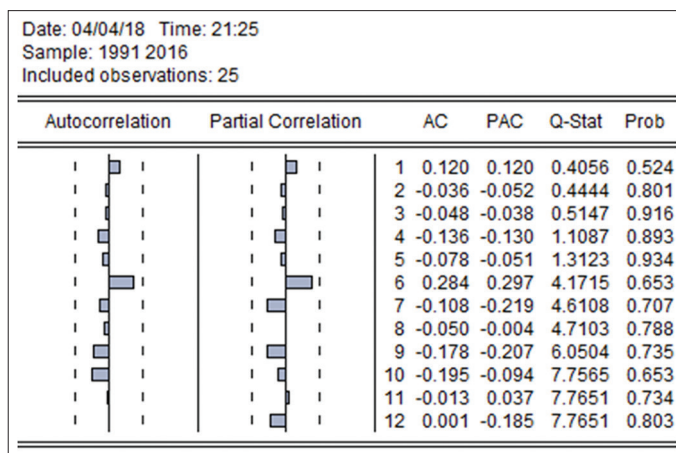 Date: 04/04/18 Time: 21:25
Sample: 1991 2016
Included observations: 25
Autocorrelation Partial Correlation AC PAC Q-Stat Prob
1 0.120 0.120 0.4056 0.524
2 -0.036 -0.052 0.4444 0.801
3 -0.048 -0.038 0.5147 0.916
4 -0.136 -0.130 1.1087 0.893
5 -0.078 -0.051 1.3123 0.934
6 0.284 0.297 4.1715 0.653
7 -0.108 -0.219 4.6108 0.707
8 -0.050 -0.004 4.7103 0.788
9 -0.178 -0.207 6.0504 0.735
10 -0.195 -0.094 7.7565 0.653
11 -0.013 0.037 7.7651 0.734
12 0.001 -0.185 7.7651 0.803